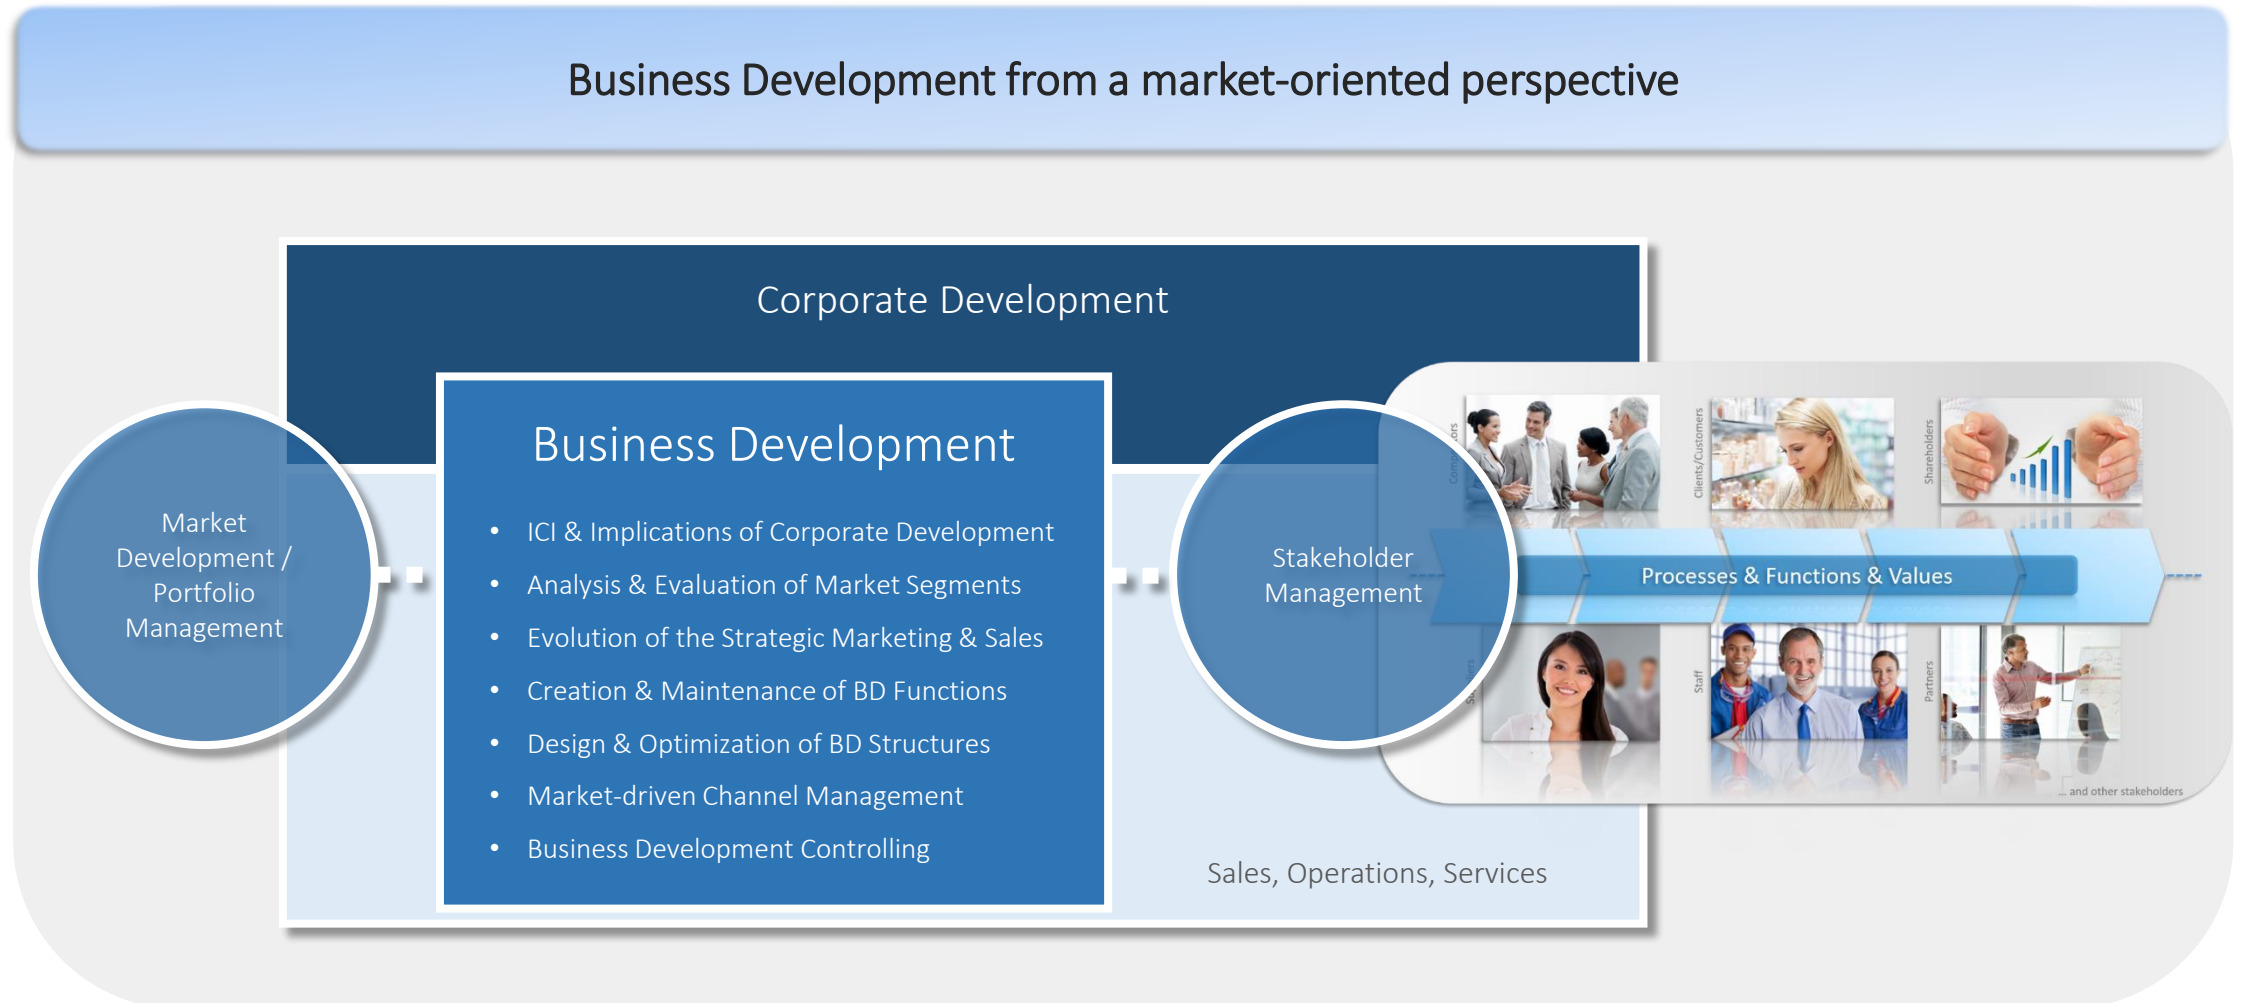 Business Development from a market-oriented perspective
Corporate Development
Business Development
• ICI & Implications of Corporate Development
• Analysis & Evaluation of Market Segments
• Evolution of the Strategic Marketing & Sales
• Creation & Maintenance of BD Functions
• Design & Optimization of BD Structures
• Market-driven Channel Management
• Business Development Controlling
Market
Development /
Portfolio
Management
Stakeholder
Management
Clients/Customers
Shareholders
Processes & Functions & Values
Staff
Partners
... and other stakeholders
Sales, Operations, Services